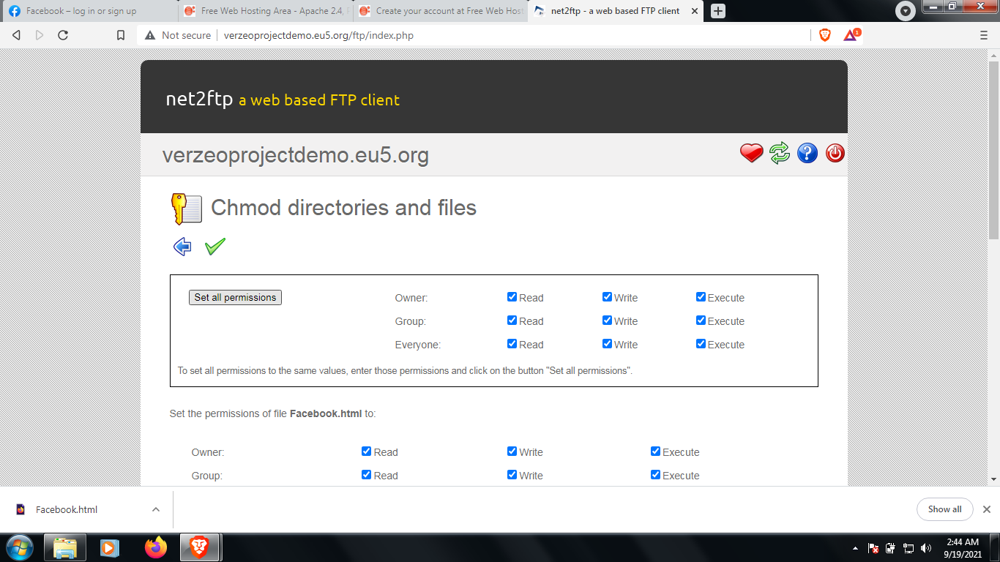 Facebook – log in or sign up
Free Web Hosting Area - Apache 2.4,
Create your account at Free Web Host
net2ftp - a web based FTP client
Not secure
verzeoprojectdemo.eu5.org/ftp/index.php
1
net2ftp a web based FTP client
verzeoprojectdemo.eu5.org
Chmod directories and files
Set all permissions
Owner: Read Write Execute
Group: Read Write Execute
Everyone: Read Write Execute
To set all permissions to the same values, enter those permissions and click on the button "Set all permissions".
Set the permissions of file Facebook.html to:
Owner: Read Write Execute
Group: Read Write Execute
Facebook.html
Show all
2:44 AM
9/19/2021